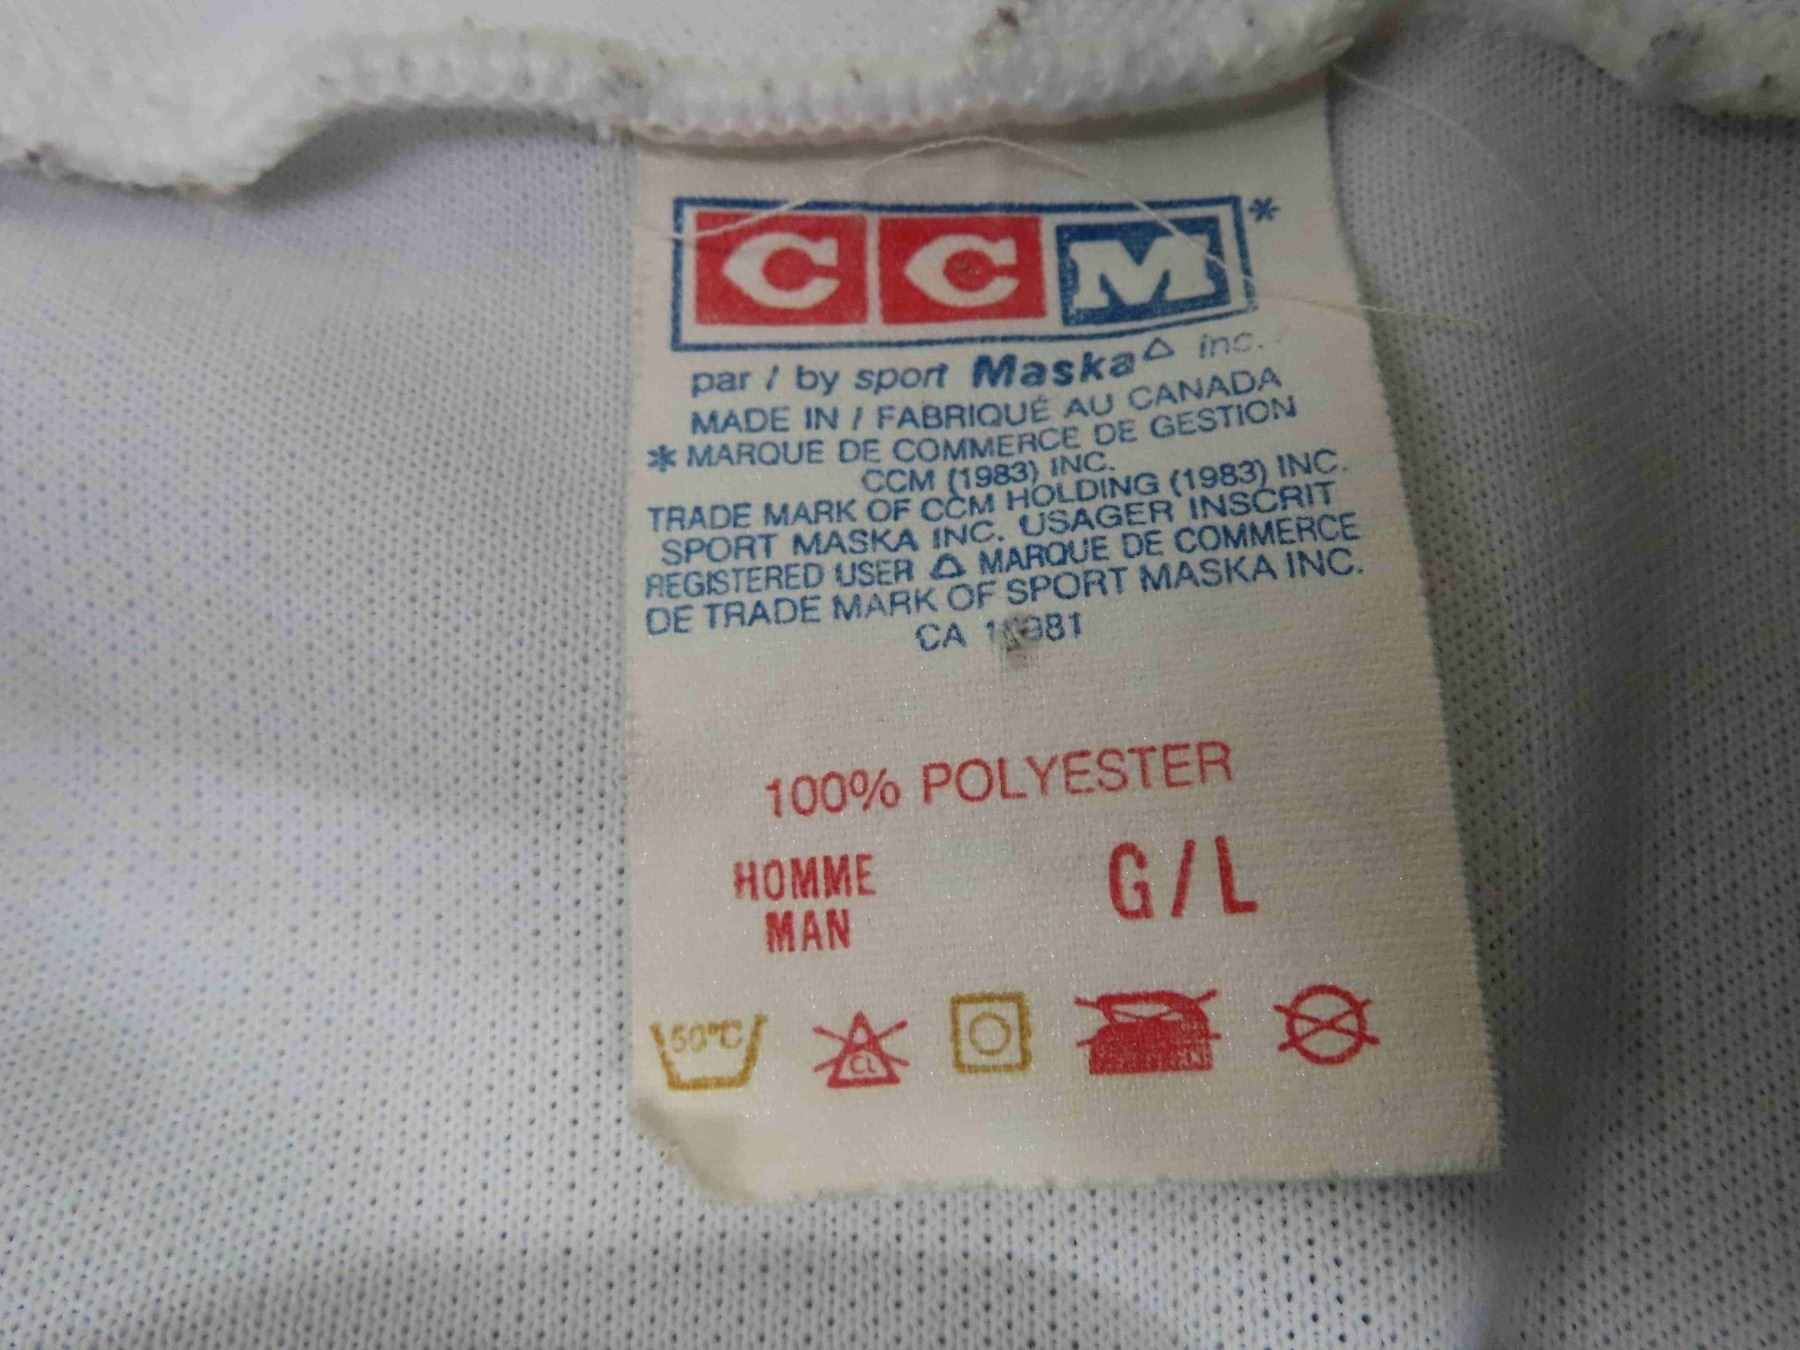 CCM*
par / by sport Maska△ inc.
MADE IN / FABRIQUÉ AU CANADA
* MARQUE DE COMMERCE DE GESTION
CCM (1983) INC.
TRADE MARK OF CCM HOLDING (1983) INC.
SPORT MASKA INC. USAGER INSCRIT
REGISTERED USER △ MARQUE DE COMMERCE
DE TRADE MARK OF SPORT MASKA INC.
CA
100% POLYESTER
HOMME
MAN
G/L
50°C
CL